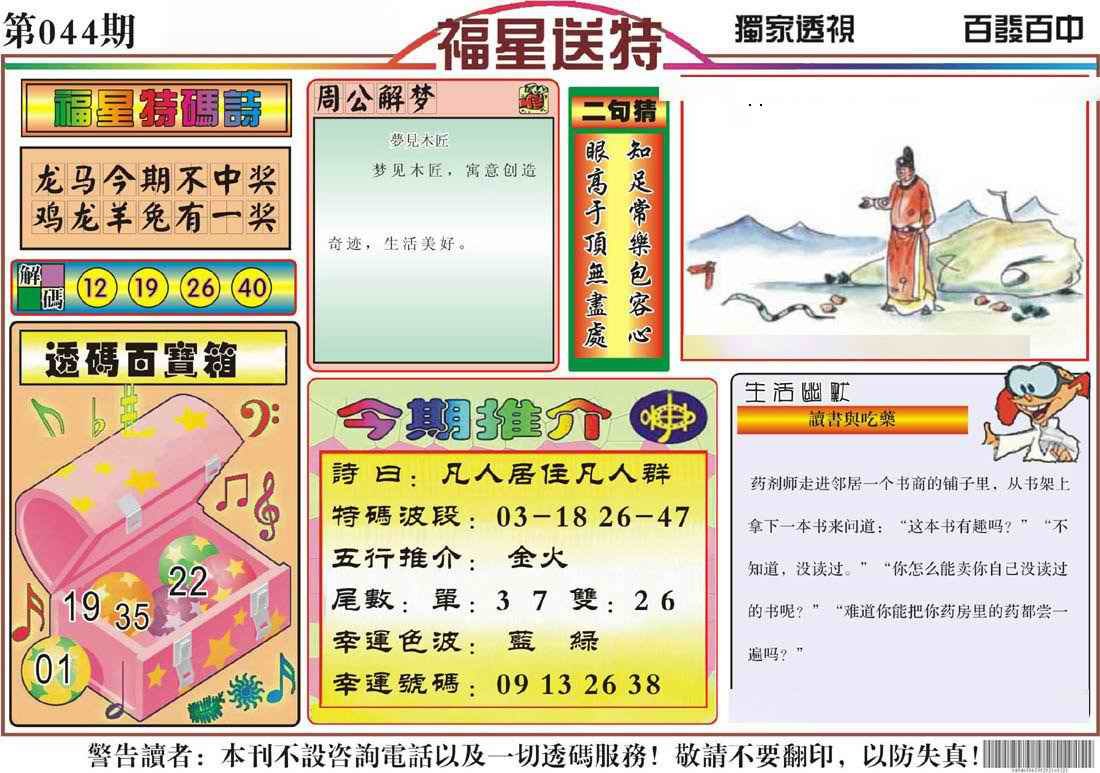 第044期
福星送特
獨家透視
百發百中
福星特碼詩
龙马今期不中奖
鸡龙羊兔有一奖
解碼
12 19 26 40
透碼百寶箱
19 35 22
01
周公解梦
夢見木匠
梦见木匠，寓意创造
奇迹，生活美好。
二句猜
知足常樂包容心
眼高于頂無盡處
今期推介
詩曰：凡人居住凡人群
特碼波段：03-18 26-47
五行推介：金火
尾數：單：3 7 雙：2 6
幸運色波：藍 綠
幸運號碼：09 13 26 38
生活幽默
讀書與吃藥
药剂师走进邻居一个书商的铺子里，从书架上
拿下一本书来问道：“这本书有趣吗？”“不
知道，没读过。”“你怎么能卖你自己没读过
的书呢？”“难道你能把你药房里的药都尝一
遍吗？”
警告讀者：本刊不設咨詢電話以及一切透碼服務！敬請不要翻印，以防失真！